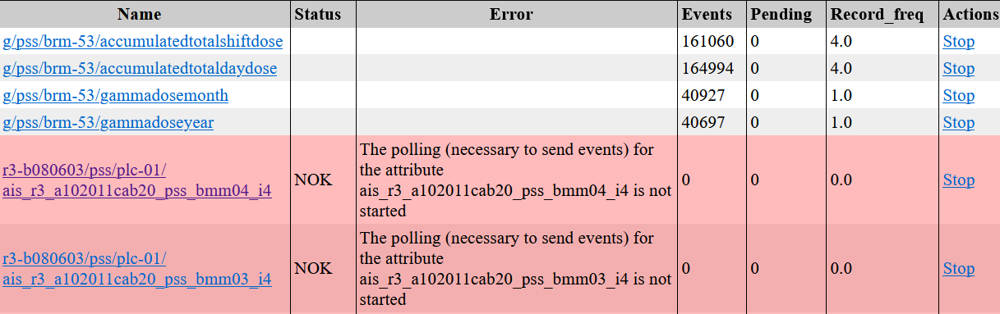 Name Status Error Events Pending Record_freq Actions
g/pss/brm-53/accumulatedtotalshiftdose 161060 0 4.0 Stop
g/pss/brm-53/accumulatedtotaldaydose 164994 0 4.0 Stop
g/pss/brm-53/gammadosemonth 40927 0 1.0 Stop
g/pss/brm-53/gammadoseyear 40697 0 1.0 Stop
r3-b080603/pss/plc-01/
ais_r3_a102011cab20_pss_bmm04_i4
NOK
The polling (necessary to send events) for
the attribute
ais_r3_a102011cab20_pss_bmm04_i4 is not
started
0 0 0.0 Stop
r3-b080603/pss/plc-01/
ais_r3_a102011cab20_pss_bmm03_i4
NOK
The polling (necessary to send events) for
the attribute
ais_r3_a102011cab20_pss_bmm03_i4 is not
started
0 0 0.0 Stop